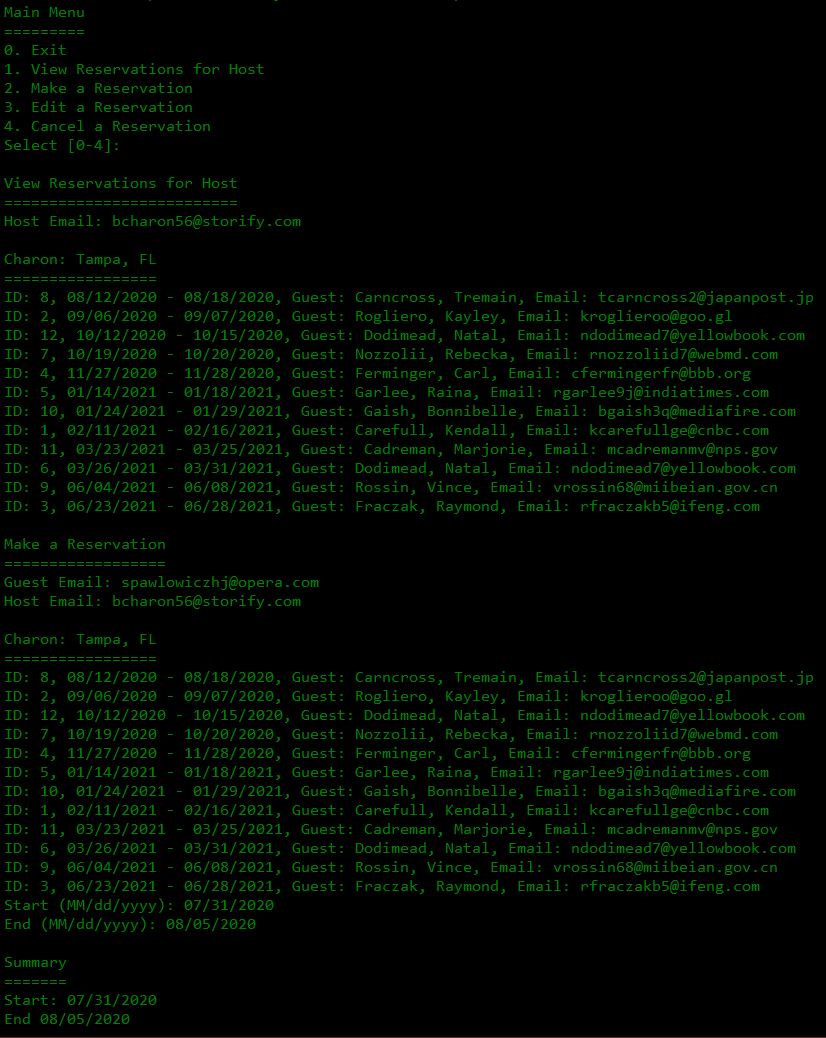 Main Menu
=========
0. Exit
1. View Reservations for Host
2. Make a Reservation
3. Edit a Reservation
4. Cancel a Reservation
Select [0-4]:
View Reservations for Host
==========================
Host Email: bcharon56@storify.com
Charon: Tampa, FL
=================
ID: 8, 08/12/2020 - 08/18/2020, Guest: Carncross, Tremain, Email: tcarncross2@japanpost.jp
ID: 2, 09/06/2020 - 09/07/2020, Guest: Rogliero, Kayley, Email: kroglieroo@goo.gl
ID: 12, 10/12/2020 - 10/15/2020, Guest: Dodimead, Natal, Email: ndodimead7@yellowbook.com
ID: 7, 10/19/2020 - 10/20/2020, Guest: Nozzolii, Rebecka, Email: rnozzoliid7@webmd.com
ID: 4, 11/27/2020 - 11/28/2020, Guest: Ferminger, Carl, Email: cfermingerfr@bbb.org
ID: 5, 01/14/2021 - 01/18/2021, Guest: Garlee, Raina, Email: rgarlee9j@indiatimes.com
ID: 10, 01/24/2021 - 01/29/2021, Guest: Gaish, Bonnibelle, Email: bgaish3q@mediafire.com
ID: 1, 02/11/2021 - 02/16/2021, Guest: Carefull, Kendall, Email: kcarefullge@cnbc.com
ID: 11, 03/23/2021 - 03/25/2021, Guest: Cadreman, Marjorie, Email: mcadremanmv@nps.gov
ID: 6, 03/26/2021 - 03/31/2021, Guest: Dodimead, Natal, Email: ndodimead7@yellowbook.com
ID: 9, 06/04/2021 - 06/08/2021, Guest: Rossin, Vince, Email: vrossin68@miibeian.gov.cn
ID: 3, 06/23/2021 - 06/28/2021, Guest: Fraczak, Raymond, Email: rfraczakb5@ifeng.com
Make a Reservation
==================
Guest Email: spawlowiczhj@opera.com
Host Email: bcharon56@storify.com
Charon: Tampa, FL
=================
ID: 8, 08/12/2020 - 08/18/2020, Guest: Carncross, Tremain, Email: tcarncross2@japanpost.jp
ID: 2, 09/06/2020 - 09/07/2020, Guest: Rogliero, Kayley, Email: kroglieroo@goo.gl
ID: 12, 10/12/2020 - 10/15/2020, Guest: Dodimead, Natal, Email: ndodimead7@yellowbook.com
ID: 7, 10/19/2020 - 10/20/2020, Guest: Nozzolii, Rebecka, Email: rnozzoliid7@webmd.com
ID: 4, 11/27/2020 - 11/28/2020, Guest: Ferminger, Carl, Email: cfermingerfr@bbb.org
ID: 5, 01/14/2021 - 01/18/2021, Guest: Garlee, Raina, Email: rgarlee9j@indiatimes.com
ID: 10, 01/24/2021 - 01/29/2021, Guest: Gaish, Bonnibelle, Email: bgaish3q@mediafire.com
ID: 1, 02/11/2021 - 02/16/2021, Guest: Carefull, Kendall, Email: kcarefullge@cnbc.com
ID: 11, 03/23/2021 - 03/25/2021, Guest: Cadreman, Marjorie, Email: mcadremanmv@nps.gov
ID: 6, 03/26/2021 - 03/31/2021, Guest: Dodimead, Natal, Email: ndodimead7@yellowbook.com
ID: 9, 06/04/2021 - 06/08/2021, Guest: Rossin, Vince, Email: vrossin68@miibeian.gov.cn
ID: 3, 06/23/2021 - 06/28/2021, Guest: Fraczak, Raymond, Email: rfraczakb5@ifeng.com
Start (MM/dd/yyyy): 07/31/2020
End (MM/dd/yyyy): 08/05/2020
Summary
=======
Start: 07/31/2020
End 08/05/2020